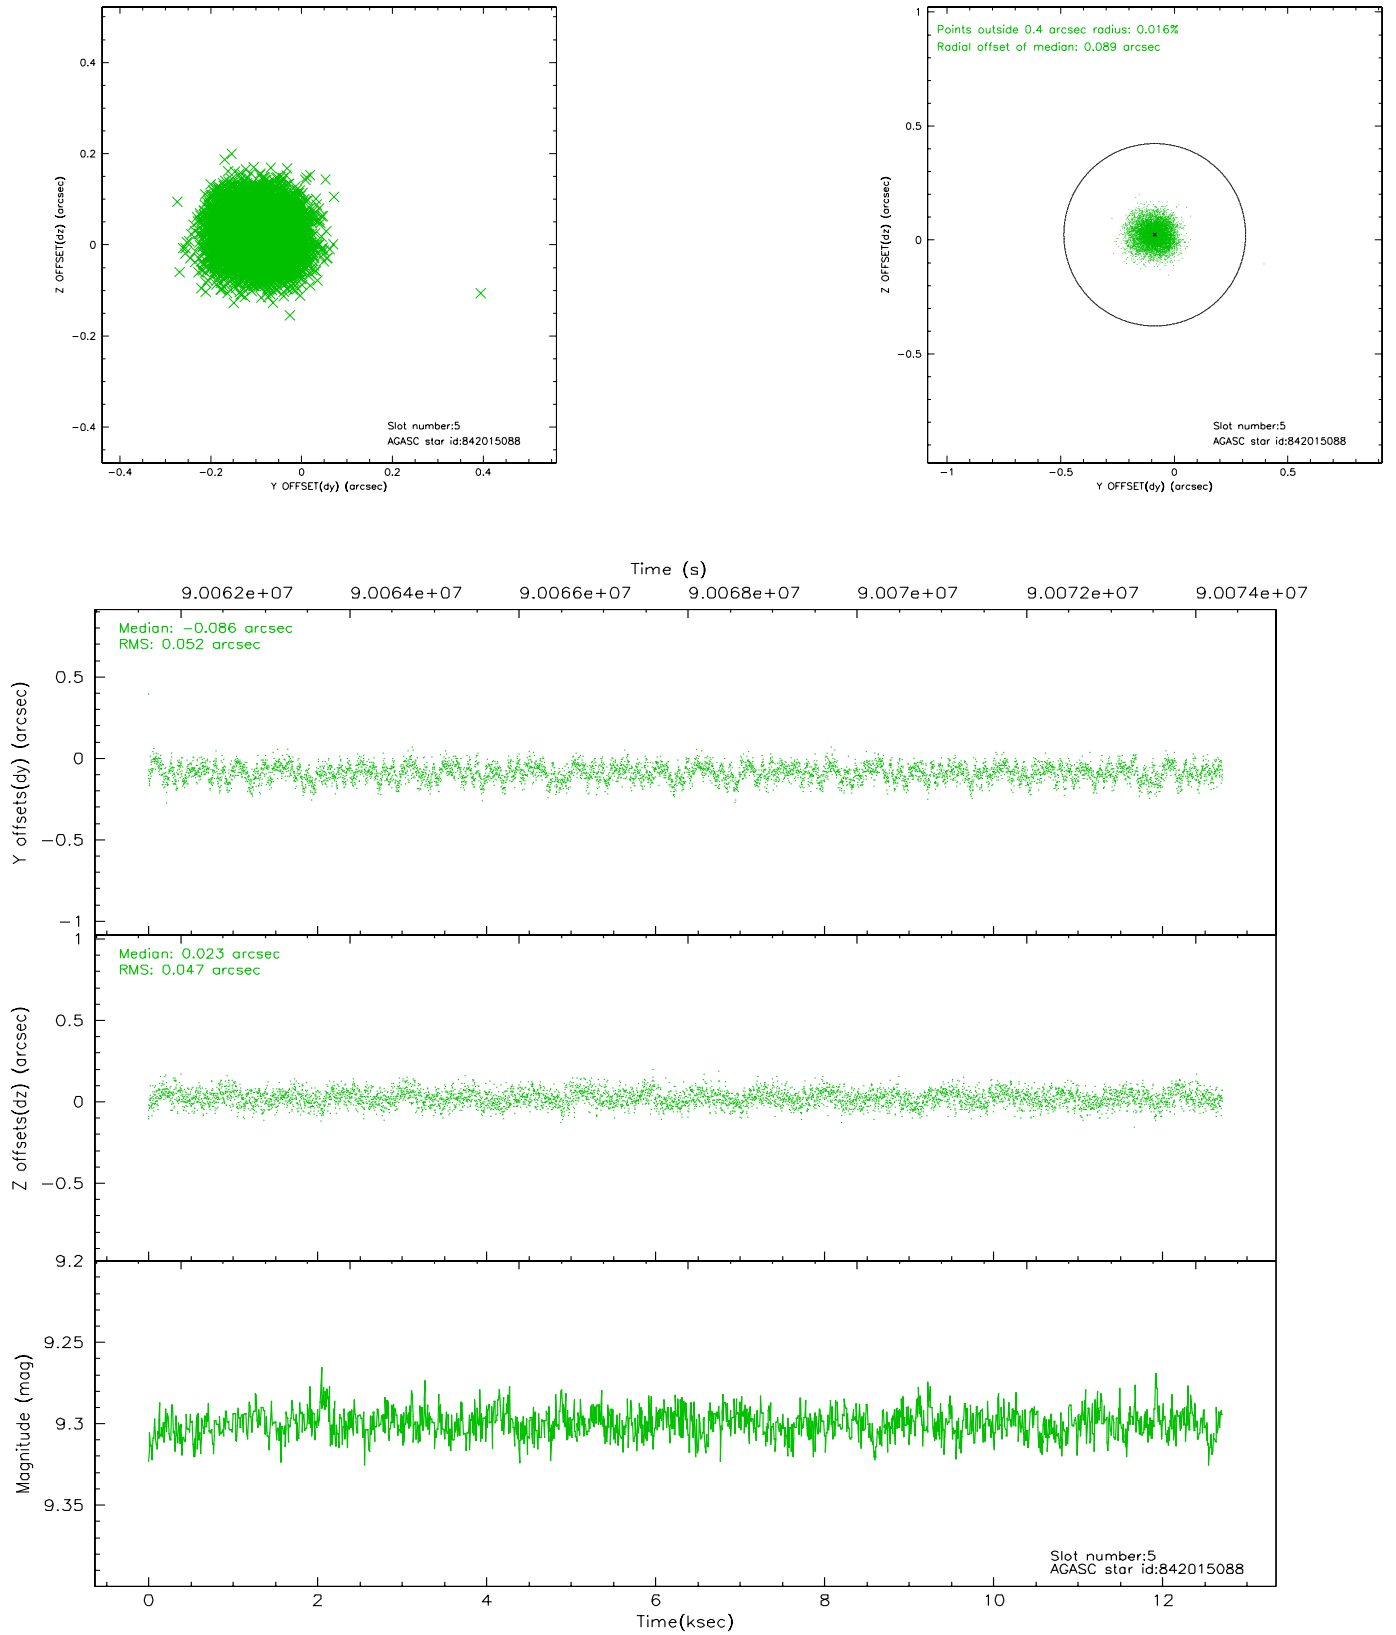 0.4
0.2
0
−0.2
−0.4
Z OFFSET(dz) (arcsec)
Slot number:5
AGASC star id:842015088
−0.4 −0.2 0 0.2 0.4
Y OFFSET(dy) (arcsec)
Points outside 0.4 arcsec radius: 0.016%
Radial offset of median: 0.089 arcsec
1
0.5
0
−0.5
Z OFFSET(dz) (arcsec)
Slot number:5
AGASC star id:842015088
−1 −0.5 0 0.5
Y OFFSET(dy) (arcsec)
Time (s)
9.0062e+07 9.0064e+07 9.0066e+07 9.0068e+07 9.007e+07 9.0072e+07 9.0074e+07
Median: −0.086 arcsec
RMS: 0.052 arcsec
0.5
0
−0.5
−1
Y offsets(dy) (arcsec)
Median: 0.023 arcsec
RMS: 0.047 arcsec
1
0.5
0
−0.5
Z offsets(dz) (arcsec)
9.2
9.25
9.3
9.35
Magnitude (mag)
Slot number:5
AGASC star id:842015088
0 2 4 6 8 10 12
Time(ksec)